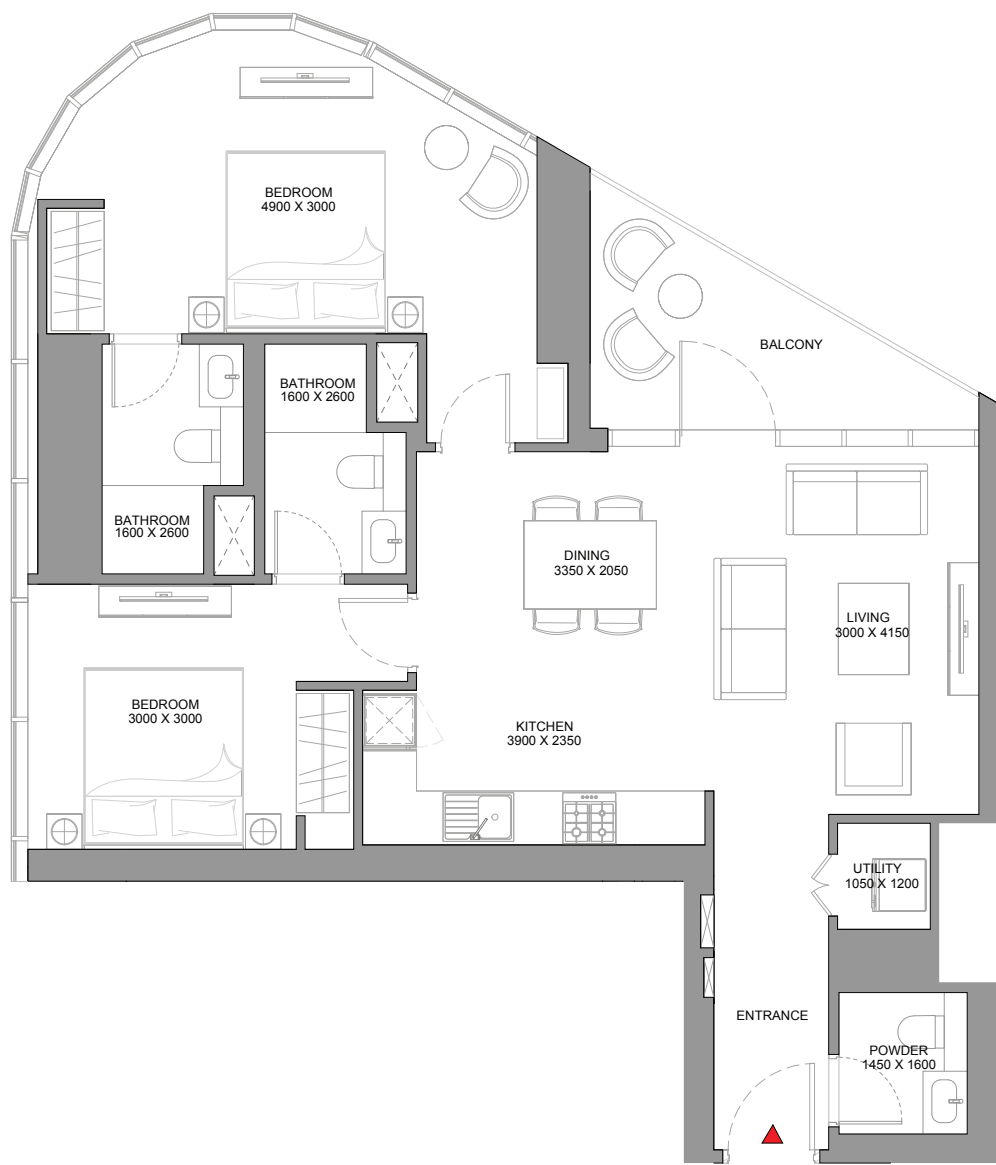 BEDROOM
4900 X 3000
BALCONY
BATHROOM
1600 X 2600
BATHROOM
1600 X 2600
DINING
3350 X 2050
LIVING
3000 X 4150
BEDROOM
3000 X 3000
KITCHEN
3900 X 2350
UTILITY
1050 X 1200
ENTRANCE
POWDER
1450 X 1600